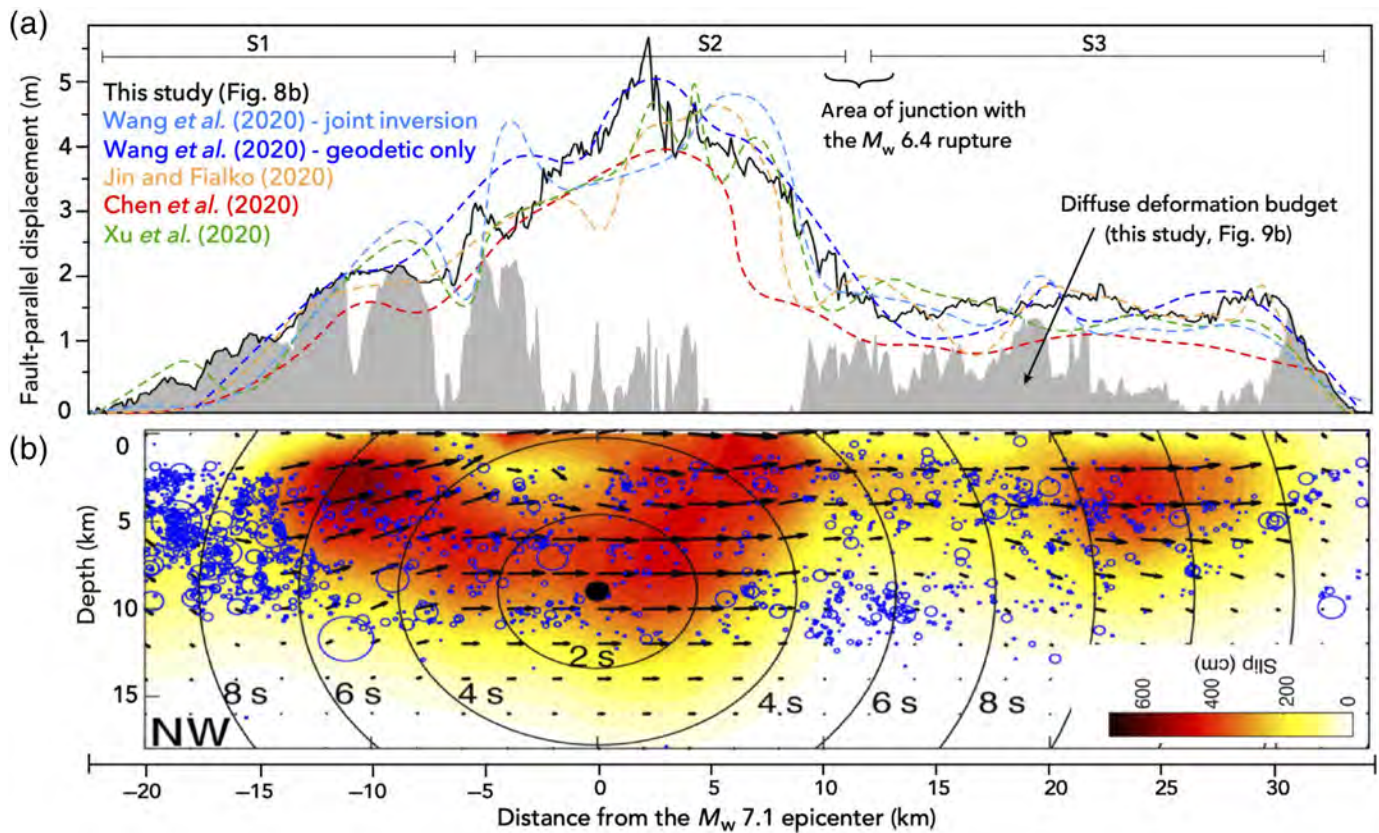 (a)
S1 S2 S3
Fault-parallel displacement (m)
5
4
3
2
1
0
This study (Fig. 8b)
Wang et al. (2020) - joint inversion
Wang et al. (2020) - geodetic only
Jin and Fialko (2020)
Chen et al. (2020)
Xu et al. (2020)
Area of junction with
the Mw 6.4 rupture
Diffuse deformation budget
(this study, Fig. 9b)
(b)
Depth (km)
0
5
10
15
2 s
8 s 6 s 4 s 4 s 6 s 8 s
NW
Slip (cm)
600 400 200 0
−20 −15 −10 −5 0 5 10 15 20 25 30
Distance from the Mw 7.1 epicenter (km)